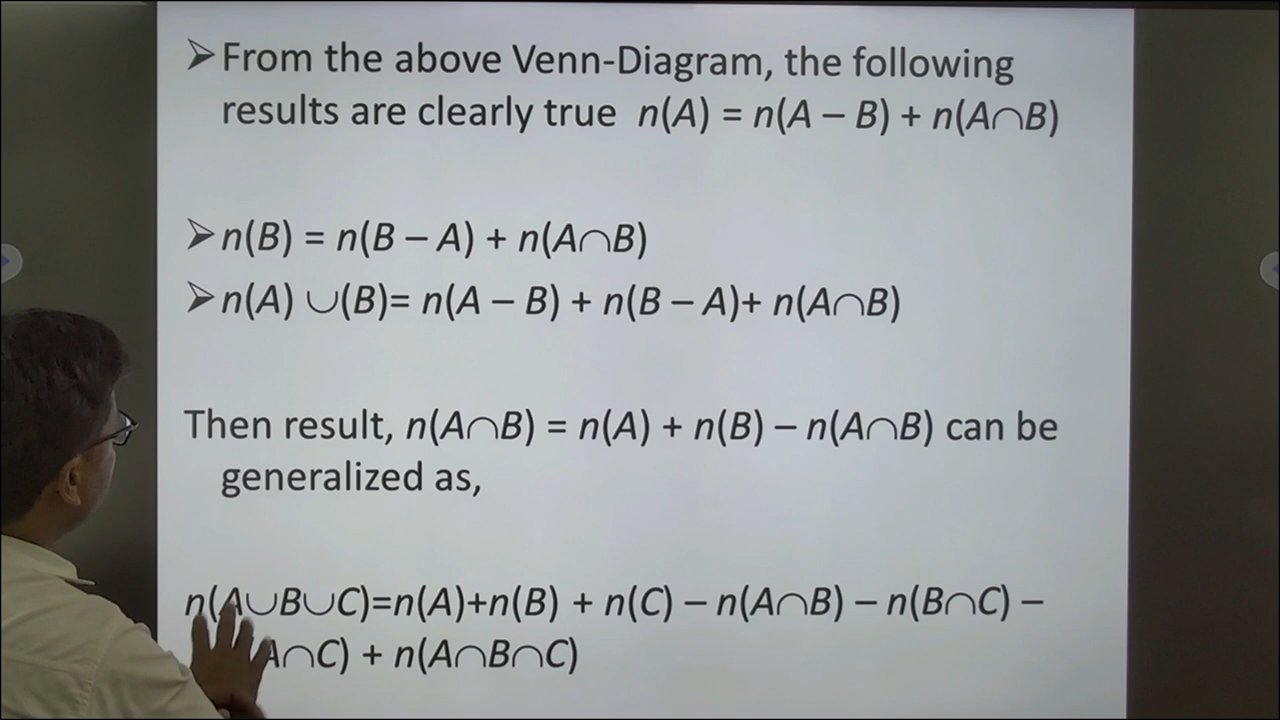 ➢From the above Venn-Diagram, the following
results are clearly true n(A) = n(A – B) + n(A∩B)
➢n(B) = n(B – A) + n(A∩B)
➢n(A) ∪(B)= n(A – B) + n(B – A)+ n(A∩B)
Then result, n(A∩B) = n(A) + n(B) – n(A∩B) can be
generalized as,
n(A∪B∪C)=n(A)+n(B) + n(C) – n(A∩B) – n(B∩C) –
A∩C) + n(A∩B∩C)